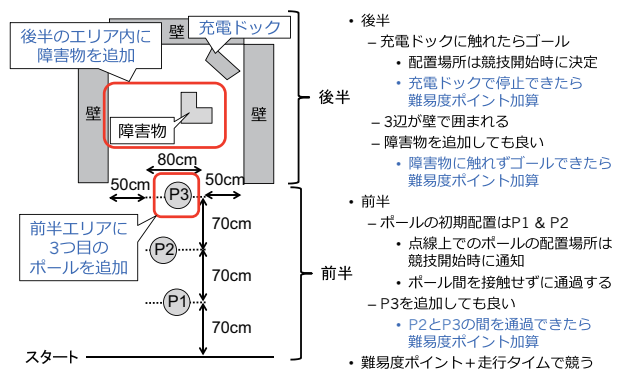 後半のエリア内に
障害物を追加
壁
充電ドック
壁
壁
障害物
後半
80cm
50cm
50cm
P3
前半エリアに
3つ目の
ポールを追加
70cm
P2
70cm
前半
P1
70cm
スタート
• 後半
– 充電ドックに触れたらゴール
• 配置場所は競技開始時に決定
• 充電ドックで停止できたら
難易度ポイント加算
– 3辺が壁で囲まれる
– 障害物を追加しても良い
• 障害物に触れずゴールできたら
難易度ポイント加算
• 前半
– ポールの初期配置はP1 & P2
• 点線上でのポールの配置場所は
競技開始時に通知
• ポール間を接触せずに通過する
– P3を追加しても良い
• P2とP3の間を通過できたら
難易度ポイント加算
• 難易度ポイント＋走行タイムで競う